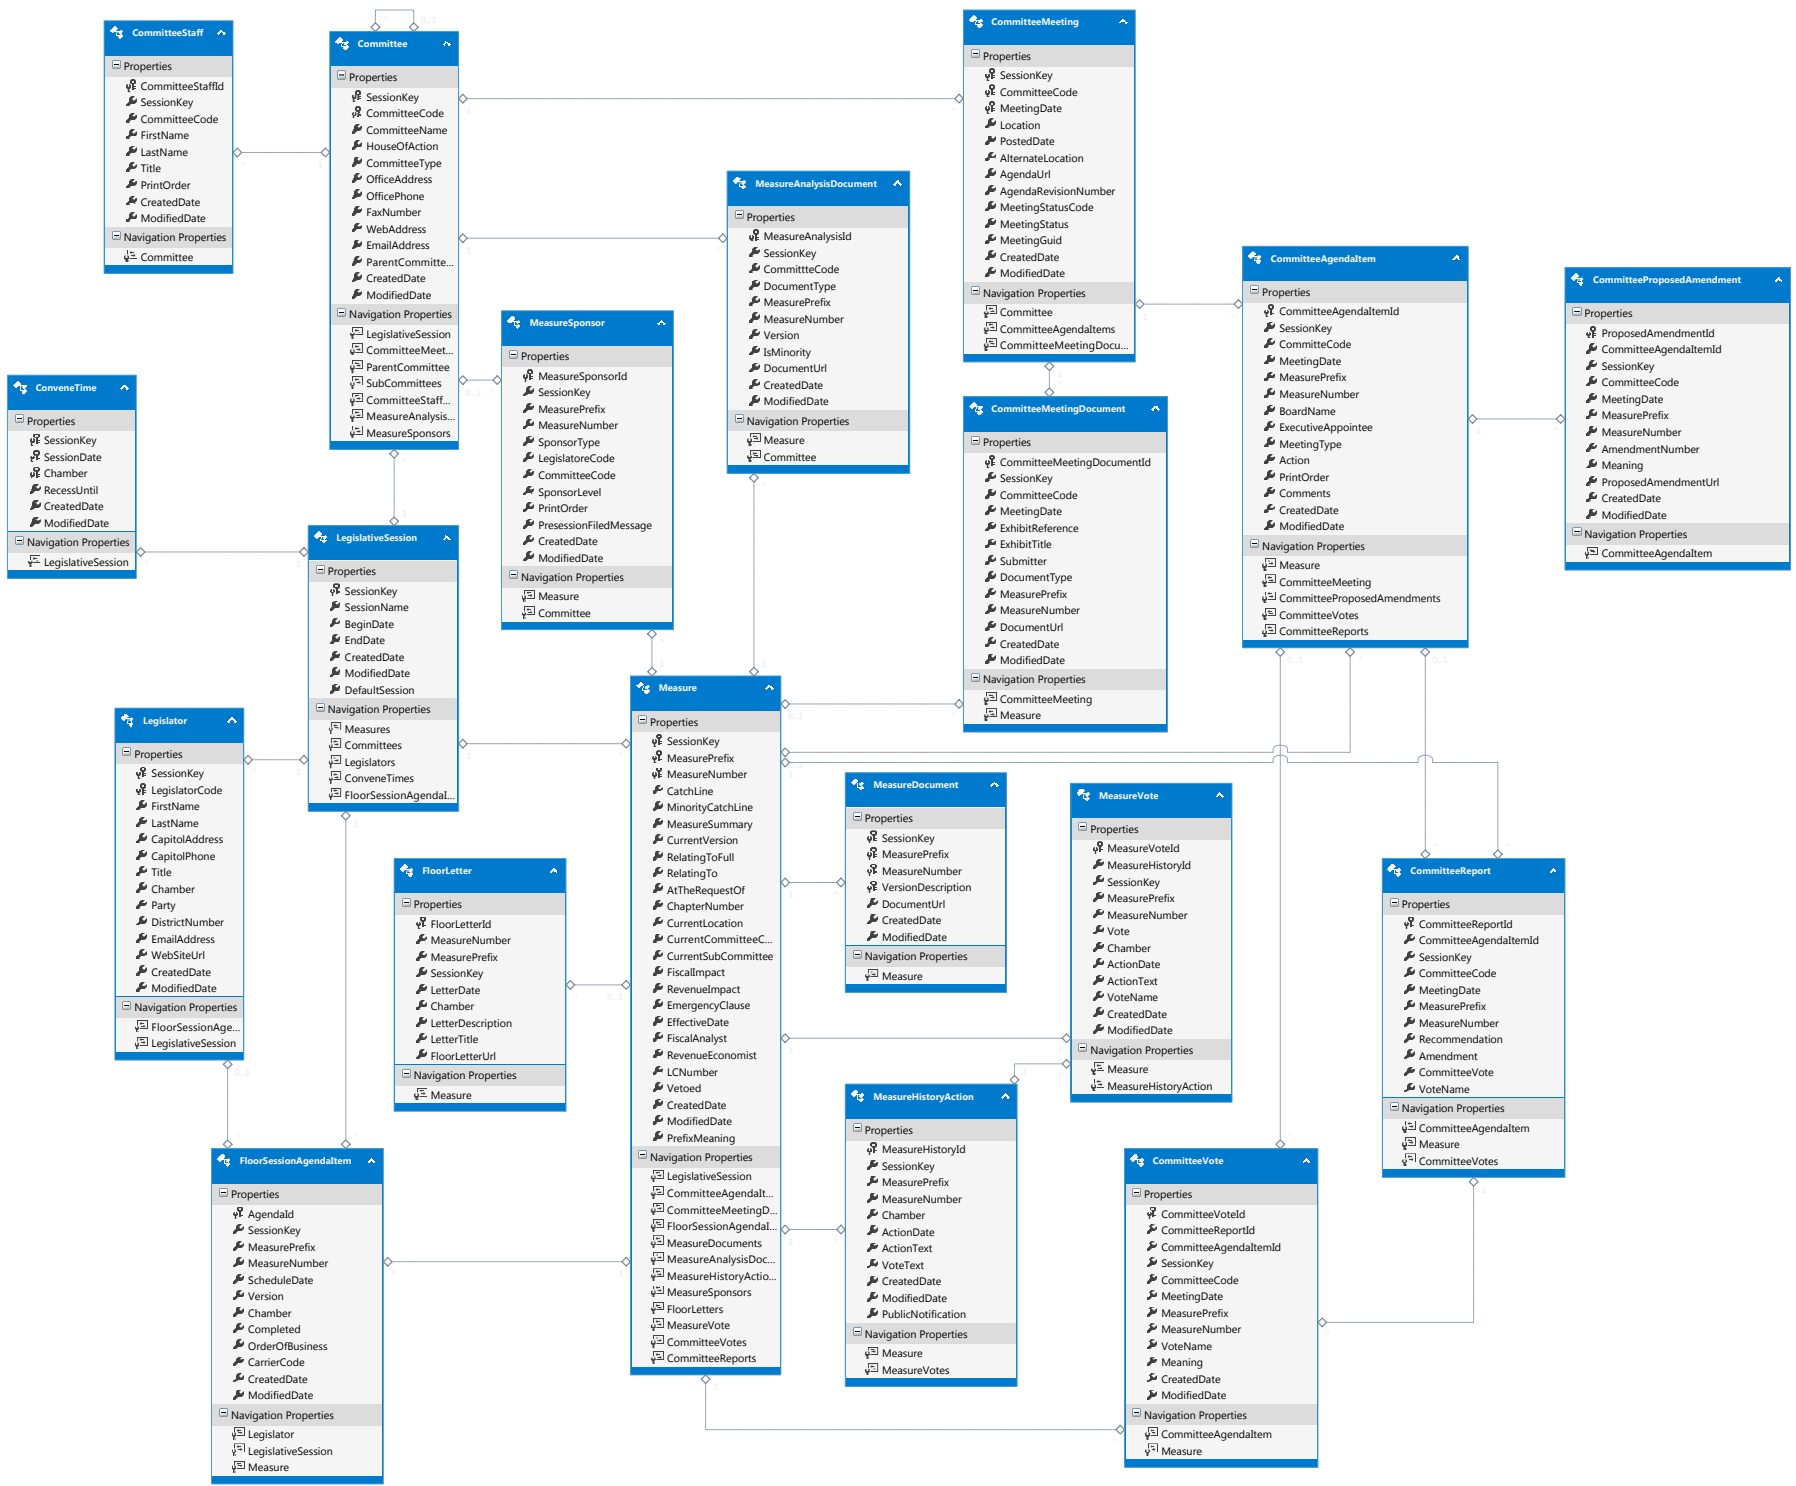 CommitteeStaff
Properties
CommitteeStaffId
SessionKey
CommitteeCode
FirstName
LastName
Title
PrintOrder
CreatedDate
ModifiedDate
Navigation Properties
Committee
Committee
Properties
SessionKey
CommitteeCode
CommitteeName
HouseOfAction
CommitteeType
OfficeAddress
OfficePhone
FaxNumber
WebAddress
EmailAddress
ParentCommitte...
CreatedDate
ModifiedDate
Navigation Properties
LegislativeSession
CommitteeMeet...
ParentCommittee
SubCommittees
CommitteeStaff...
MeasureAnalysis...
MeasureSponsors
CommitteeMeeting
Properties
SessionKey
CommitteeCode
MeetingDate
Location
PostedDate
AlternateLocation
AgendaUrl
AgendaRevisionNumber
MeetingStatusCode
MeetingStatus
MeetingGuid
CreatedDate
ModifiedDate
Navigation Properties
Committee
CommitteeAgendaItems
CommitteeMeetingDocu...
MeasureAnalysisDocument
Properties
MeasureAnalysisId
SessionKey
CommittteCode
DocumentType
MeasurePrefix
MeasureNumber
Version
IsMinority
DocumentUrl
CreatedDate
ModifiedDate
Navigation Properties
Measure
Committee
CommitteeAgendaItem
Properties
CommitteeAgendaItemId
SessionKey
CommitteCode
MeetingDate
MeasurePrefix
MeasureNumber
BoardName
ExecutiveAppointee
MeetingType
Action
PrintOrder
Comments
CreatedDate
ModifiedDate
Navigation Properties
Measure
CommitteeMeeting
CommitteeProposedAmendments
CommitteeVotes
CommitteeReports
CommitteeProposedAmendment
Properties
ProposedAmendmentId
CommitteeAgendaItemId
SessionKey
CommitteeCode
MeetingDate
MeasurePrefix
MeasureNumber
AmendmentNumber
Meaning
ProposedAmendmentUrl
CreatedDate
ModifiedDate
Navigation Properties
CommitteeAgendaItem
MeasureSponsor
Properties
MeasureSponsorId
SessionKey
MeasurePrefix
MeasureNumber
SponsorType
LegislatoreCode
CommitteeCode
SponsorLevel
PrintOrder
PresessionFiledMessage
CreatedDate
ModifiedDate
Navigation Properties
Measure
Committee
ConveneTime
Properties
SessionKey
SessionDate
Chamber
RecessUntil
CreatedDate
ModifiedDate
Navigation Properties
LegislativeSession
CommitteeMeetingDocument
Properties
CommitteeMeetingDocumentId
SessionKey
CommitteeCode
MeetingDate
ExhibitReference
ExhibitTitle
Submitter
DocumentType
MeasurePrefix
MeasureNumber
DocumentUrl
CreatedDate
ModifiedDate
Navigation Properties
CommitteeMeeting
Measure
LegislativeSession
Properties
SessionKey
SessionName
BeginDate
EndDate
CreatedDate
ModifiedDate
DefaultSession
Navigation Properties
Measures
Committees
Legislators
ConveneTimes
FloorSessionAgendaI...
Legislator
Properties
SessionKey
LegislatorCode
FirstName
LastName
CapitolAddress
CapitolPhone
Title
Chamber
Party
DistrictNumber
EmailAddress
WebSiteUrl
CreatedDate
ModifiedDate
Navigation Properties
FloorSessionAge...
LegislativeSession
Measure
Properties
SessionKey
MeasurePrefix
MeasureNumber
CatchLine
MinorityCatchLine
MeasureSummary
CurrentVersion
RelatingToFull
RelatingTo
AtTheRequestOf
ChapterNumber
CurrentLocation
CurrentCommitteeC...
CurrentSubCommittee
FiscalImpact
RevenueImpact
EmergencyClause
EffectiveDate
FiscalAnalyst
RevenueEconomist
LCNumber
Vetoed
CreatedDate
ModifiedDate
PrefixMeaning
Navigation Properties
LegislativeSession
CommitteeAgendaIt...
CommitteeMeetingD...
FloorSessionAgendaI...
MeasureDocuments
MeasureAnalysisDoc...
MeasureHistoryActio...
MeasureSponsors
FloorLetters
MeasureVote
CommitteeVotes
CommitteeReports
MeasureDocument
Properties
SessionKey
MeasurePrefix
MeasureNumber
VersionDescription
DocumentUrl
CreatedDate
ModifiedDate
Navigation Properties
Measure
MeasureVote
Properties
MeasureVoteId
MeasureHistoryId
SessionKey
MeasurePrefix
MeasureNumber
Vote
Chamber
ActionDate
ActionText
VoteName
CreatedDate
ModifiedDate
Navigation Properties
Measure
MeasureHistoryAction
FloorLetter
Properties
FloorLetterId
MeasureNumber
MeasurePrefix
SessionKey
LetterDate
Chamber
LetterDescription
LetterTitle
FloorLetterUrl
Navigation Properties
Measure
CommitteeReport
Properties
CommitteeReportId
CommitteeAgendaItemId
SessionKey
CommitteeCode
MeetingDate
MeasurePrefix
MeasureNumber
Recommendation
Amendment
CommitteeVote
VoteName
Navigation Properties
CommitteeAgendaItem
Measure
CommitteeVotes
MeasureHistoryAction
Properties
MeasureHistoryId
SessionKey
MeasurePrefix
MeasureNumber
Chamber
ActionDate
ActionText
VoteText
CreatedDate
ModifiedDate
PublicNotification
Navigation Properties
Measure
MeasureVotes
FloorSessionAgendaItem
Properties
AgendaId
SessionKey
MeasurePrefix
MeasureNumber
ScheduleDate
Version
Chamber
Completed
OrderOfBusiness
CarrierCode
CreatedDate
ModifiedDate
Navigation Properties
Legislator
LegislativeSession
Measure
CommitteeVote
Properties
CommitteeVoteId
CommitteeReportId
CommitteeAgendaItemId
SessionKey
CommitteeCode
MeetingDate
MeasurePrefix
MeasureNumber
VoteName
Meaning
CreatedDate
ModifiedDate
Navigation Properties
CommitteeAgendaItem
Measure